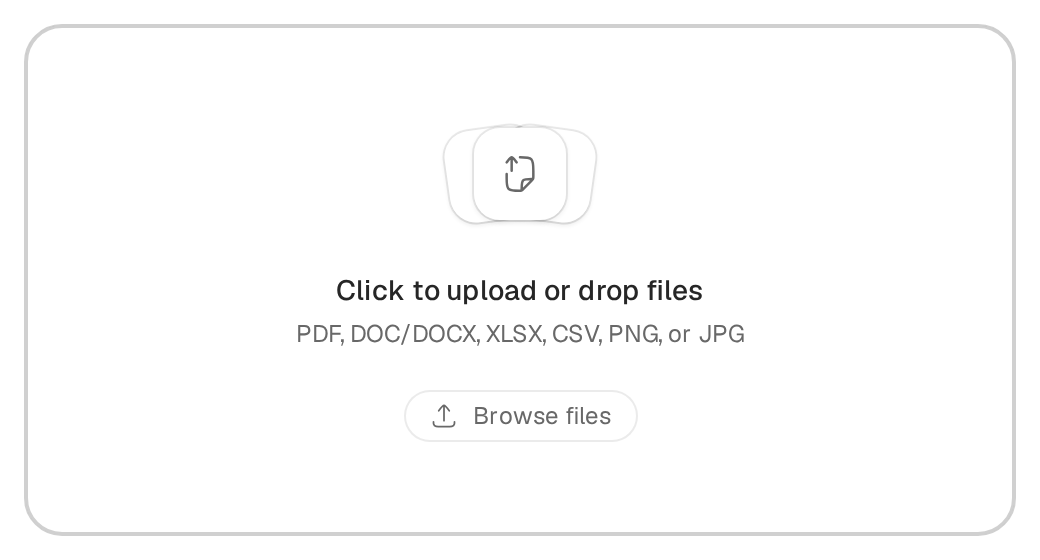 Click to upload or drop files
PDF, DOC/DOCX, XLSX, CSV, PNG, or JPG
Browse files